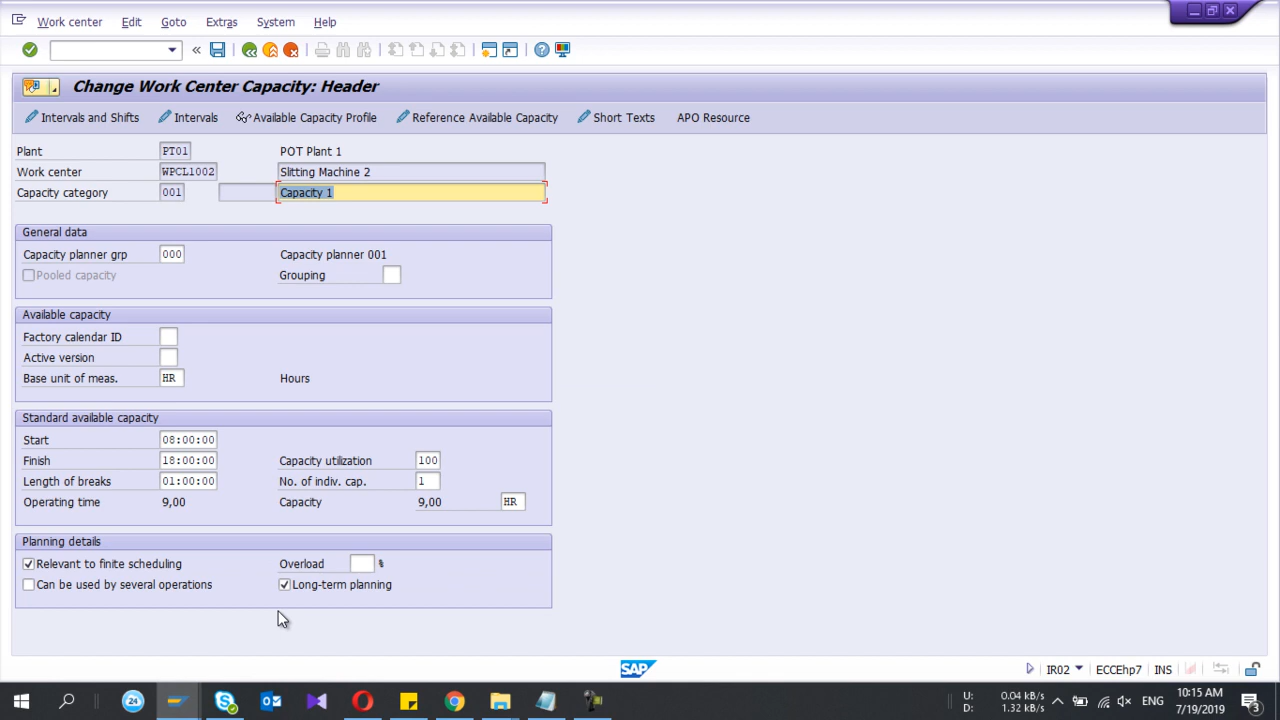 Work center Edit Goto Extras System Help
Change Work Center Capacity: Header
Intervals and Shifts Intervals Available Capacity Profile Reference Available Capacity Short Texts APO Resource
Plant PT01 POT Plant 1
Work center WPCL1002 Slitting Machine 2
Capacity category 001 Capacity 1
General data
Capacity planner grp 000 Capacity planner 001
Pooled capacity Grouping
Available capacity
Factory calendar ID
Active version
Base unit of meas. HR Hours
Standard available capacity
Start 08:00:00
Finish 18:00:00 Capacity utilization 100
Length of breaks 01:00:00 No. of indiv. cap. 1
Operating time 9,00 Capacity 9,00 HR
Planning details
Relevant to finite scheduling Overload %
Can be used by several operations Long-term planning
SAP IR02 ECCEhp7 INS
24 U: 0.04 kB/s ENG 10:15 AM
D: 1.32 kB/s 7/19/2019 3